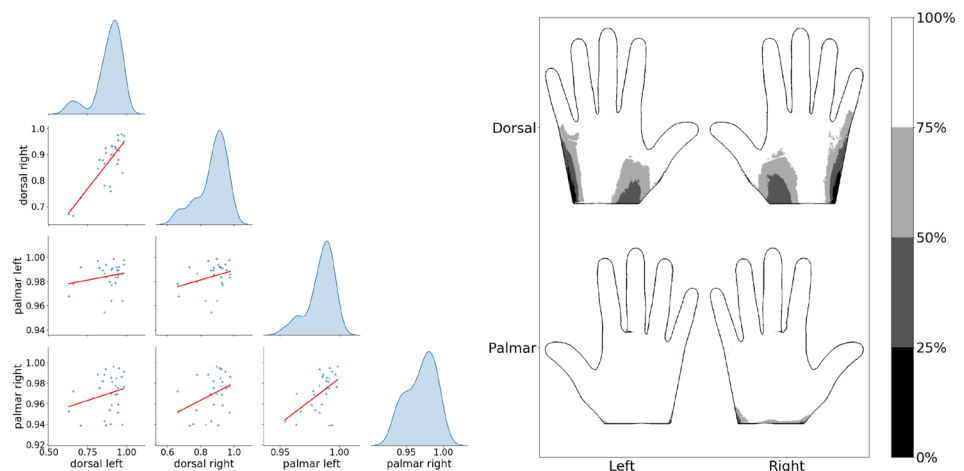 1.0
0.9
0.8
0.7
dorsal right
1.00
0.98
0.96
0.94
palmar left
1.00
0.98
0.96
0.94
0.92
palmar right
0.50 0.75 1.00
dorsal left
0.6 0.8 1.0
dorsal right
0.95 1.00
palmar left
0.95 1.00
palmar right
Dorsal
Palmar
Left Right
100%
75%
50%
25%
0%